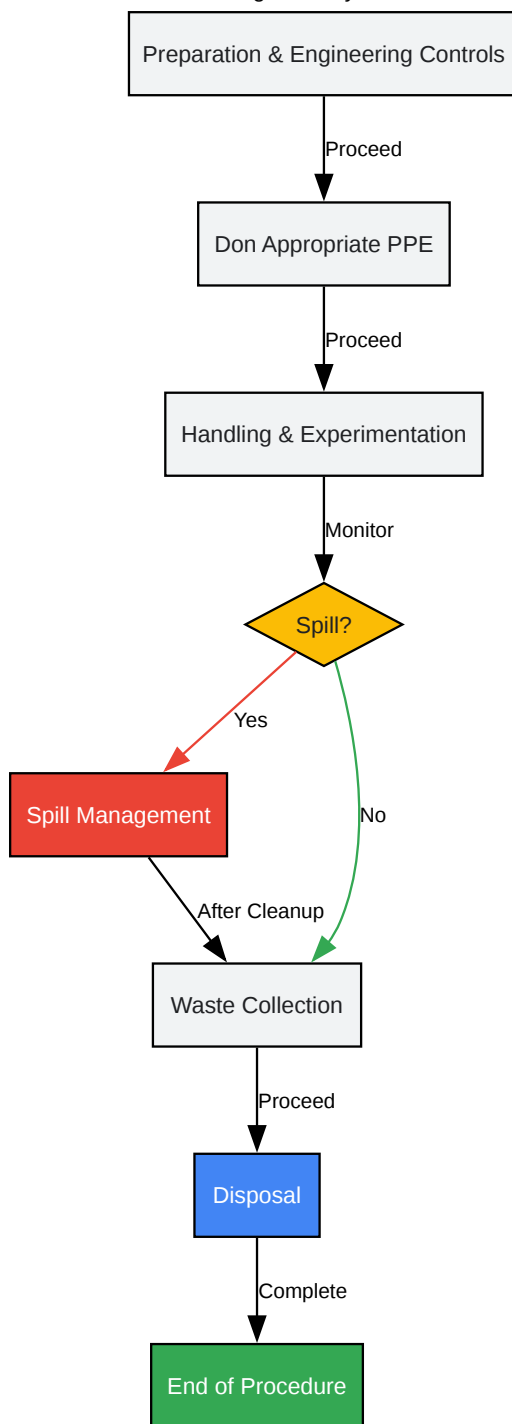 Preparation & Engineering Controls
Proceed
Don Appropriate PPE
Proceed
Handling & Experimentation
Monitor
Spill?
Yes
Spill Management
No
After Cleanup
Waste Collection
Proceed
Disposal
Complete
End of Procedure